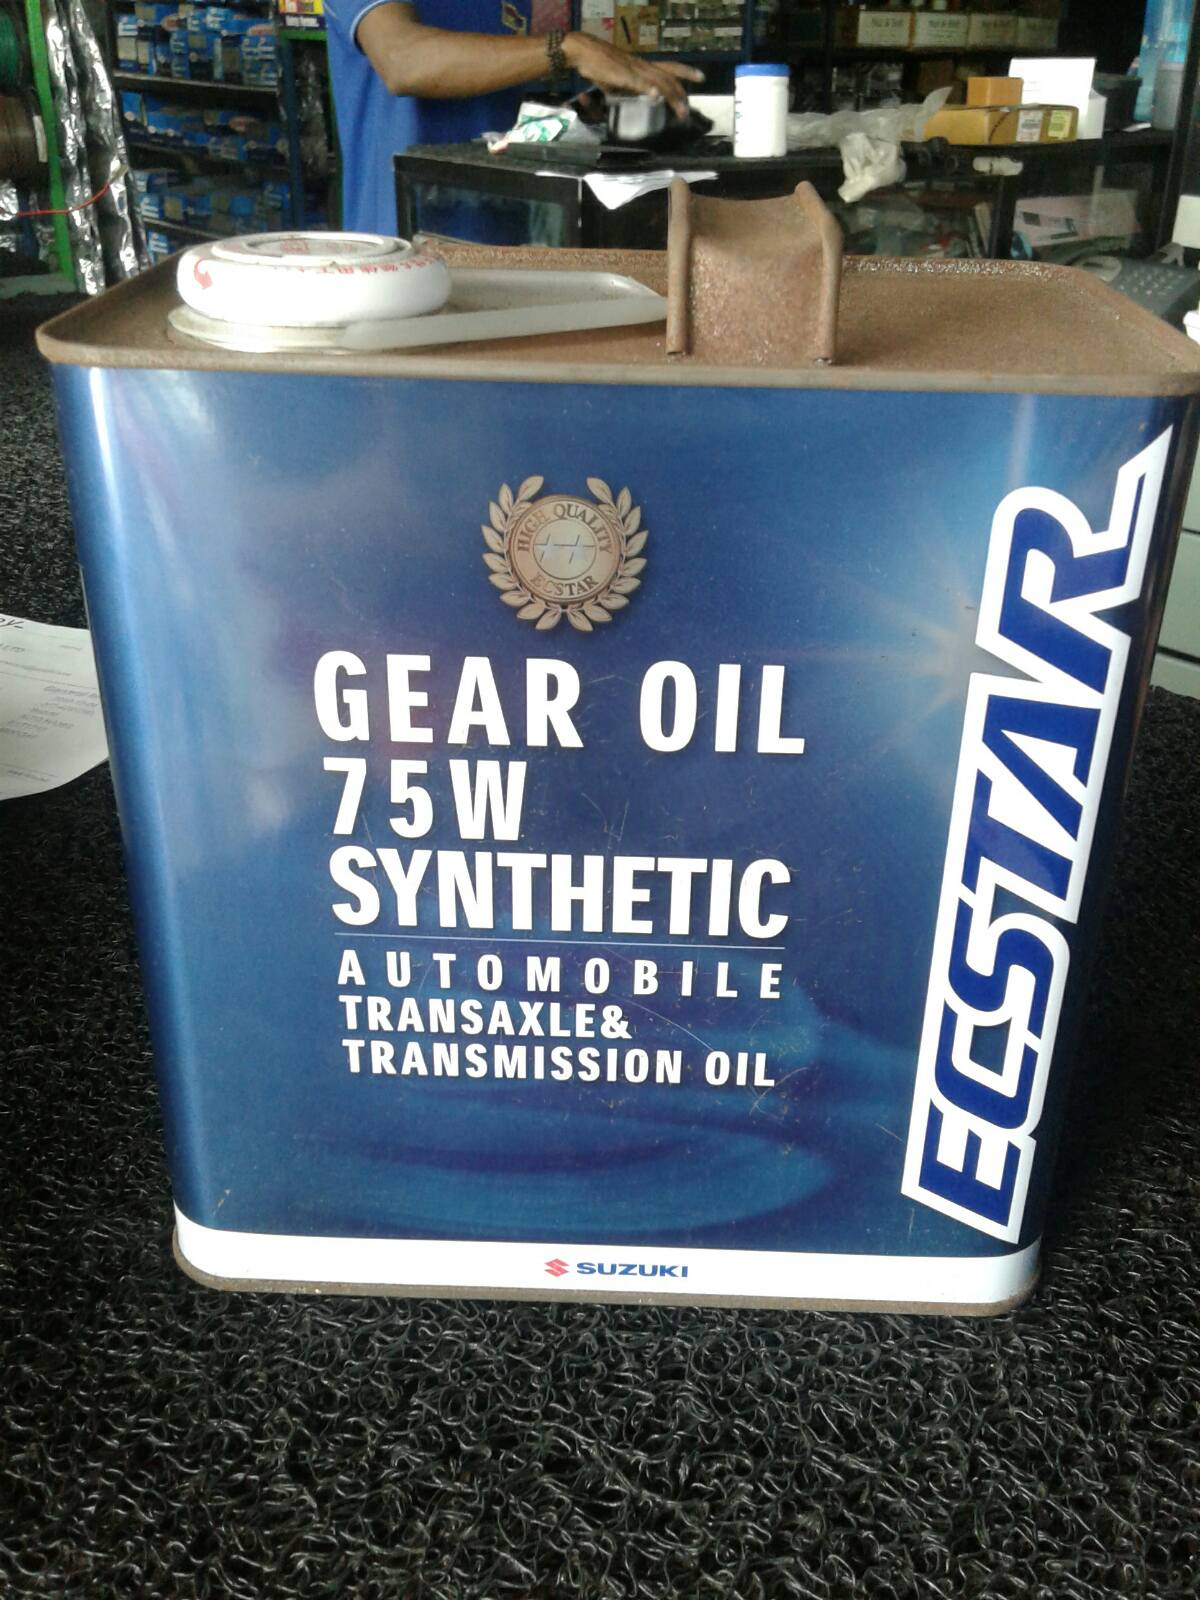 HIGH QUALITY
ECSTAR
GEAR OIL
75W
SYNTHETIC
AUTOMOBILE
TRANSAXLE&
TRANSMISSION OIL
ECSTAR
SUZUKI